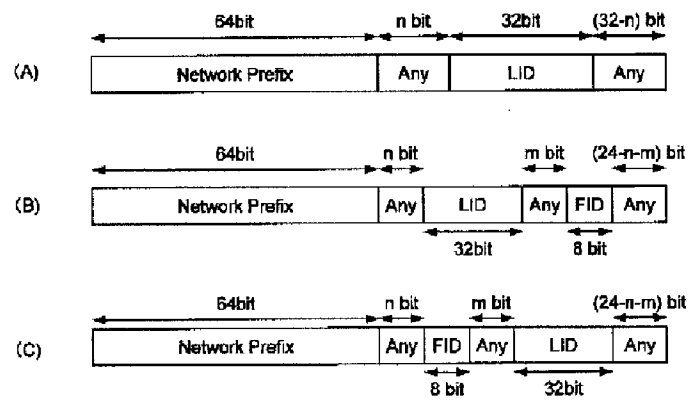 64bit n bit 32bit (32-n) bit
(A) Network Prefix Any LID Any
64bit n bit m bit (24-n-m) bit
(B) Network Prefix Any LID Any FID Any
32bit 8 bit
64bit n bit m bit (24-n-m) bit
(C) Network Prefix Any FID Any LID Any
8 bit 32bit